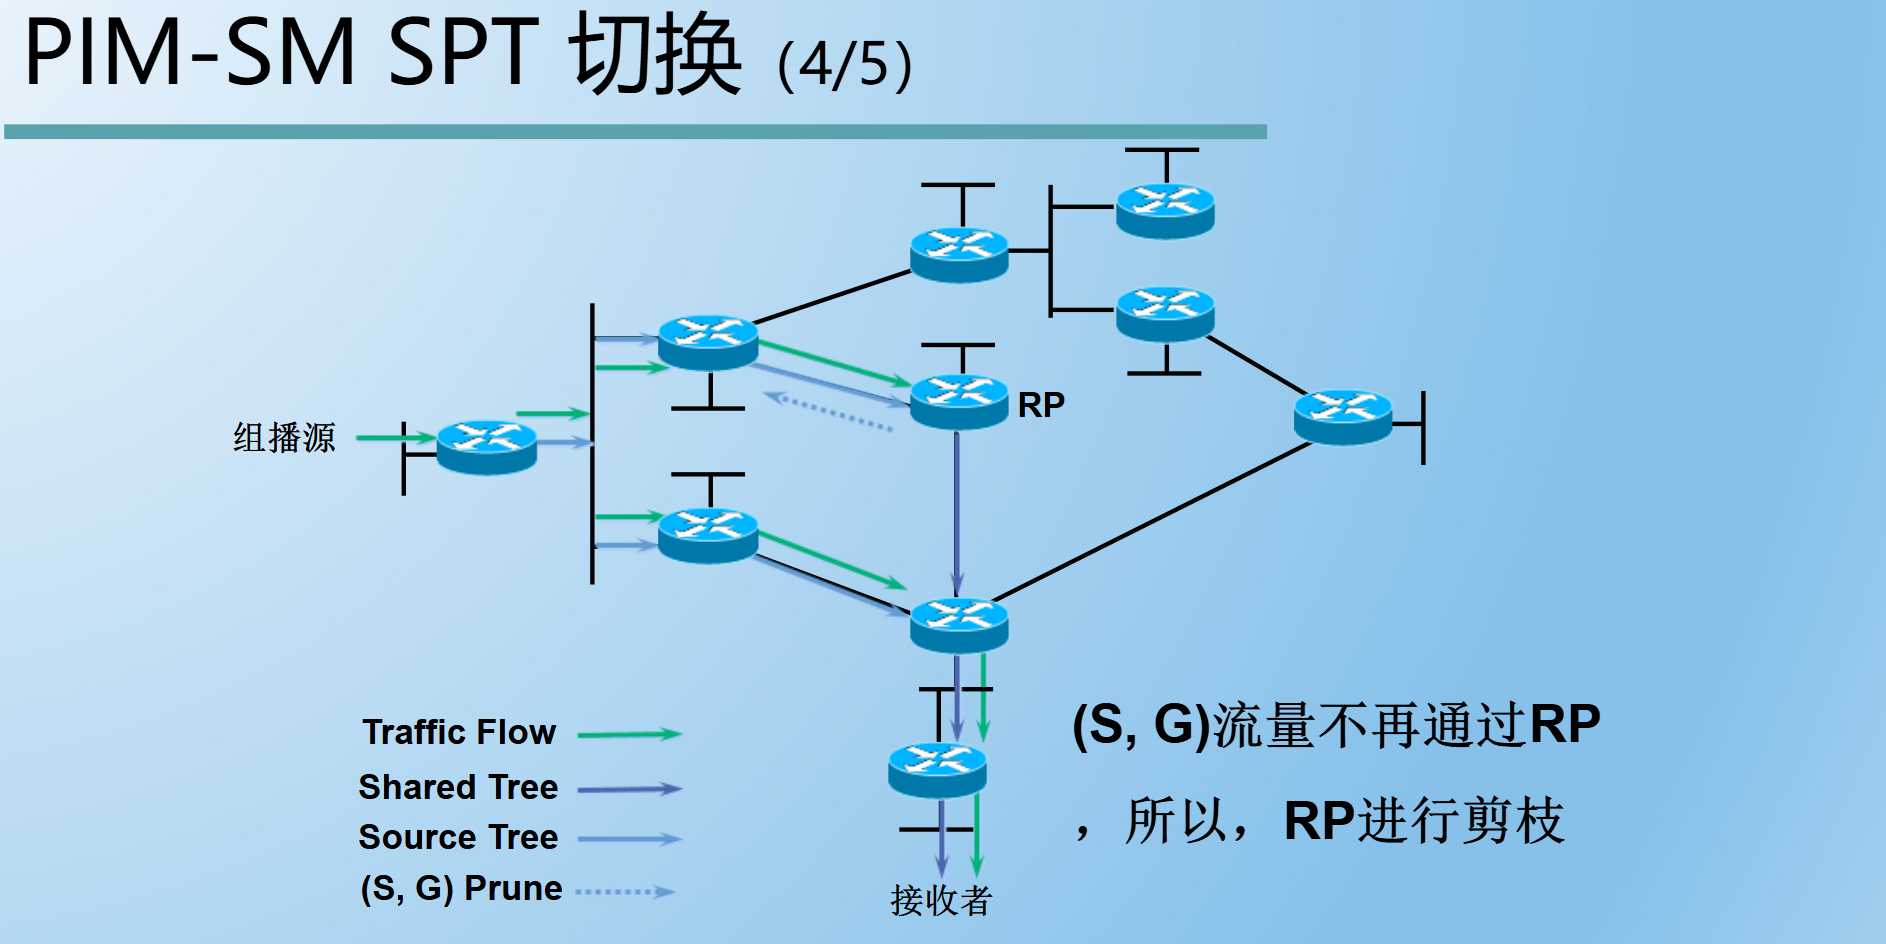 PIM-SM SPT 切换 (4/5)
RP
组播源
Traffic Flow
Shared Tree
Source Tree
(S, G) Prune
(S, G)流量不再通过RP
，所以，RP进行剪枝
接收者